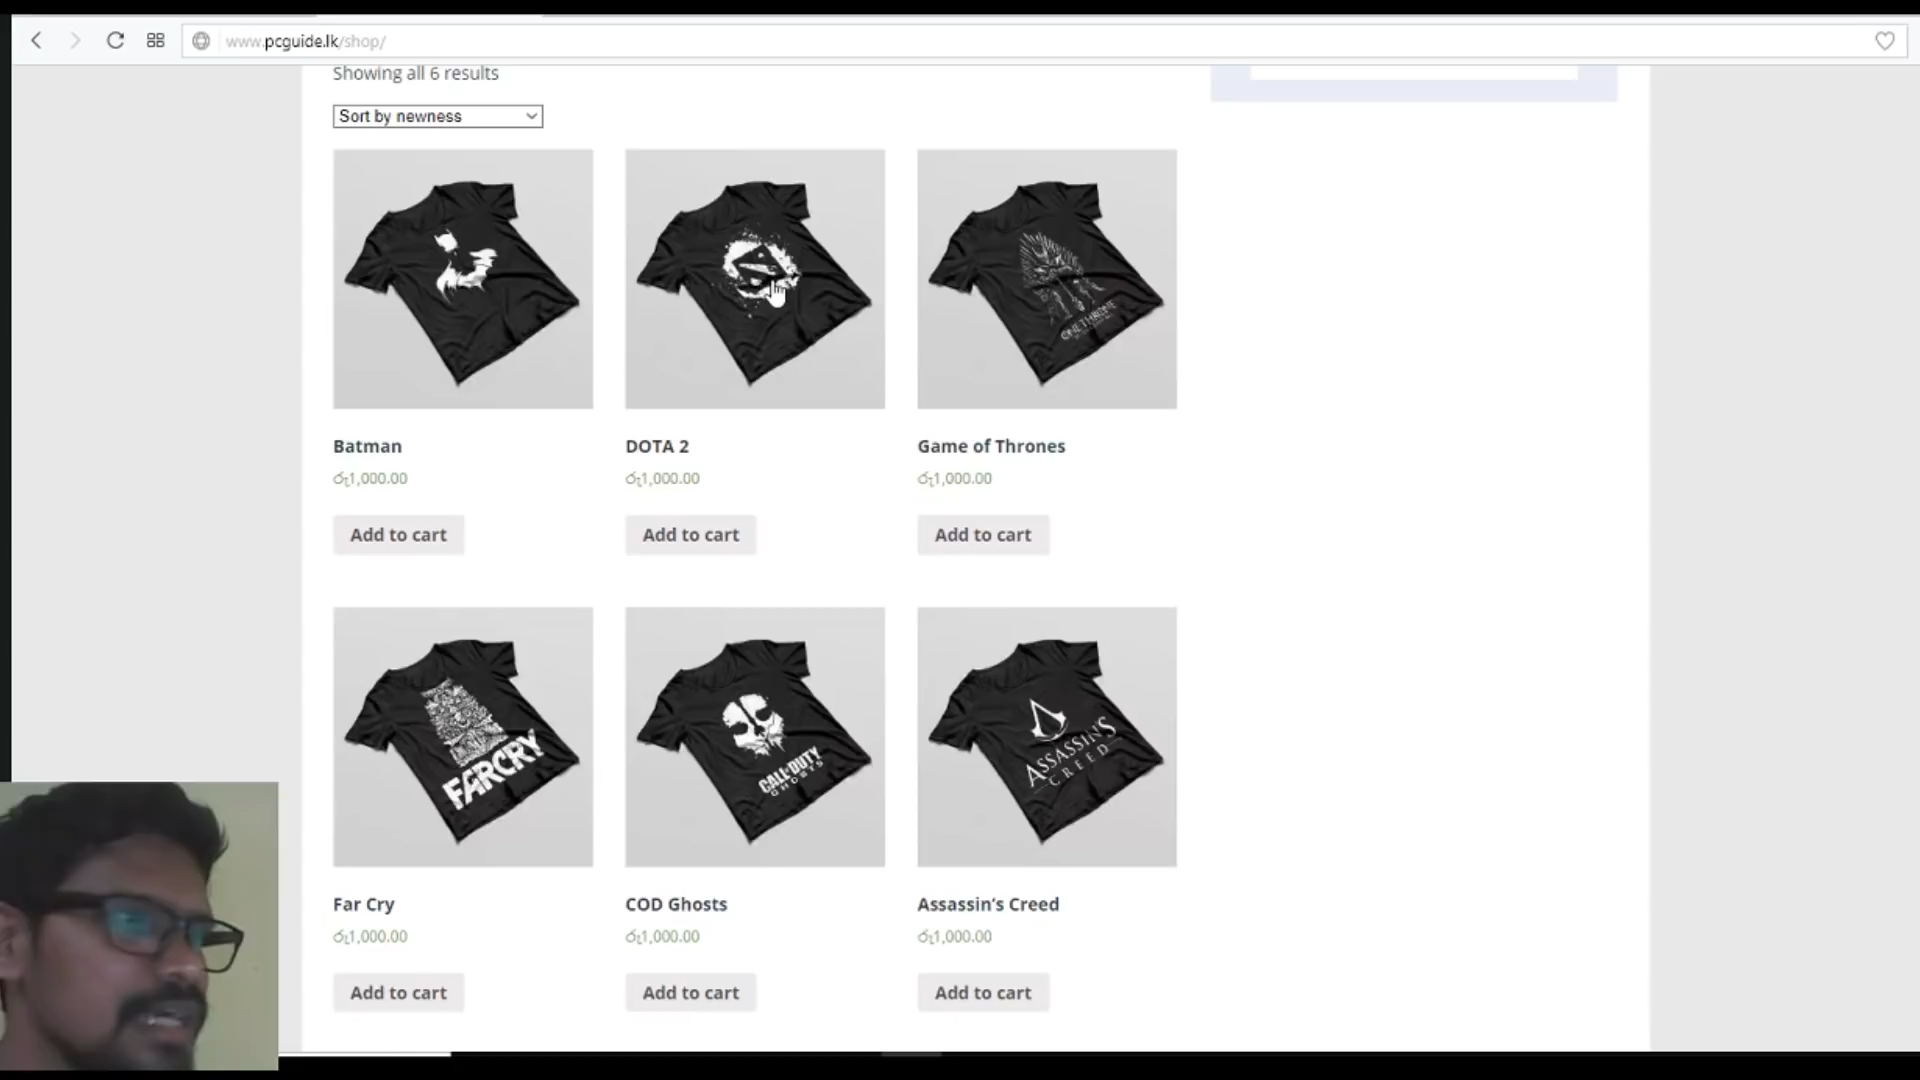 www.pcguide.lk/shop/
Showing all 6 results
Sort by newness
Batman
DOTA 2
Game of Thrones
රු1,000.00
රු1,000.00
රු1,000.00
Add to cart
Add to cart
Add to cart
FARCRY
CALL OF DUTY
GHOSTS
ASSASSIN'S
CREED
Far Cry
COD Ghosts
Assassin's Creed
රු1,000.00
රු1,000.00
රු1,000.00
Add to cart
Add to cart
Add to cart